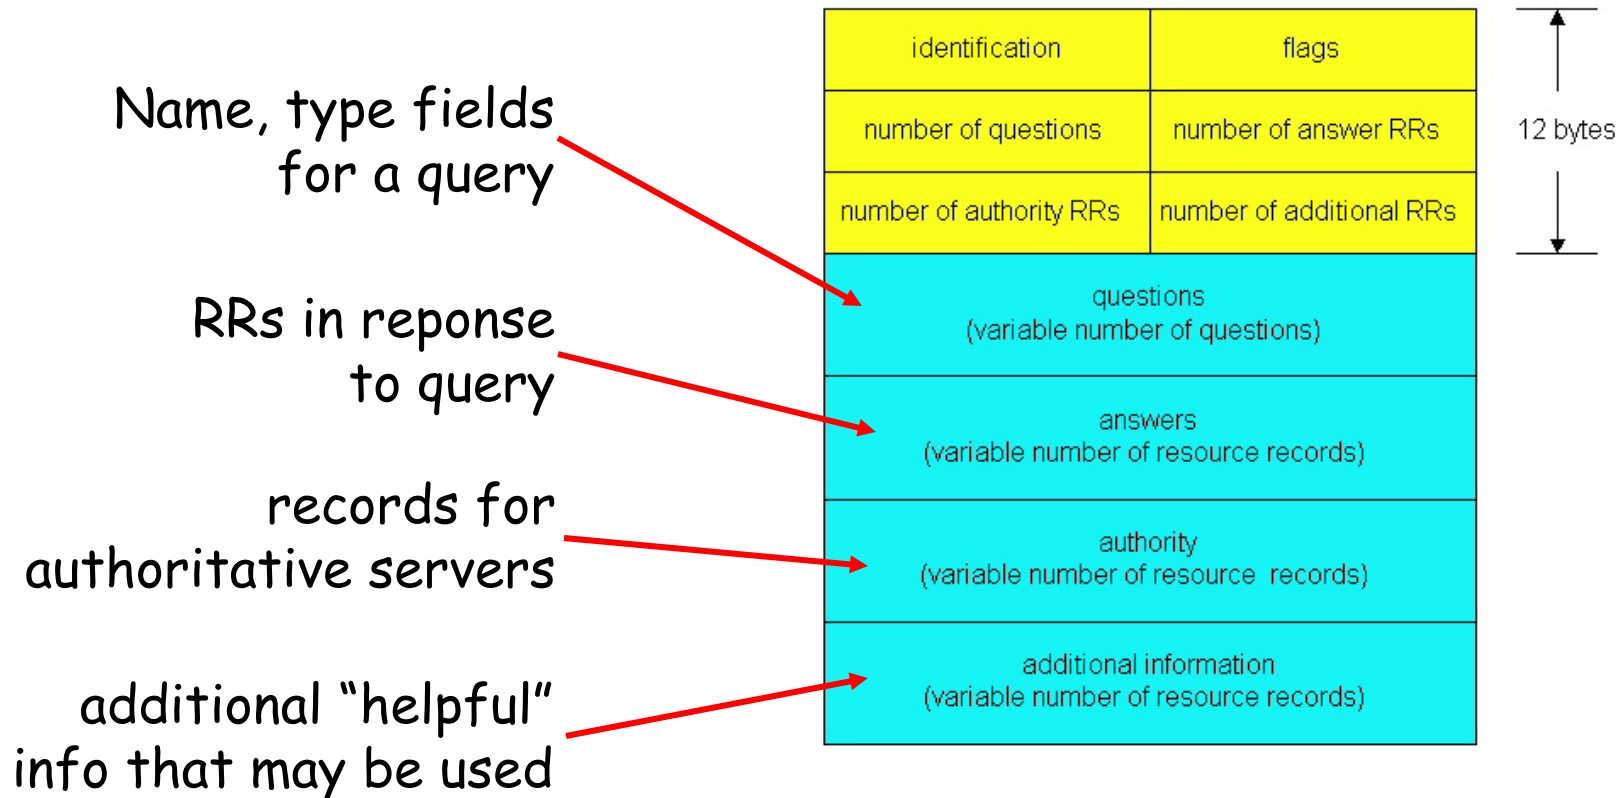 Name, type fields
for a query
RRs in reponse
to query
records for
authoritative servers
additional “helpful”
info that may be used
identification
flags
number of questions
number of answer RRs
number of authority RRs
number of additional RRs
12 bytes
questions
(variable number of questions)
answers
(variable number of resource records)
authority
(variable number of resource records)
additional information
(variable number of resource records)